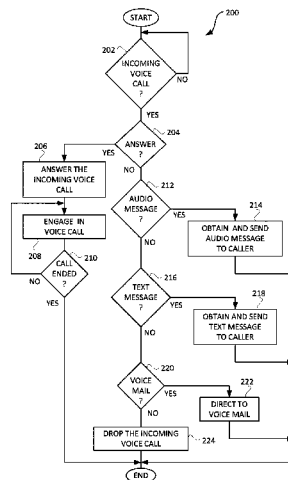 START
200
202
INCOMING
VOICE
CALL
?
NO
YES
204
ANSWER
?
YES
NO
206
ANSWER THE
INCOMING VOICE
CALL
212
AUDIO
MESSAGE
?
YES
NO
214
OBTAIN AND SEND
AUDIO MESSAGE
TO CALLER
ENGAGE IN
VOICE CALL
208
210
CALL
ENDED
?
NO
YES
216
TEXT
MESSAGE
?
YES
NO
218
OBTAIN AND SEND
TEXT MESSAGE
TO CALLER
220
VOICE
MAIL
?
YES
NO
222
DIRECT TO
VOICE MAIL
DROP THE INCOMING
VOICE CALL
224
END